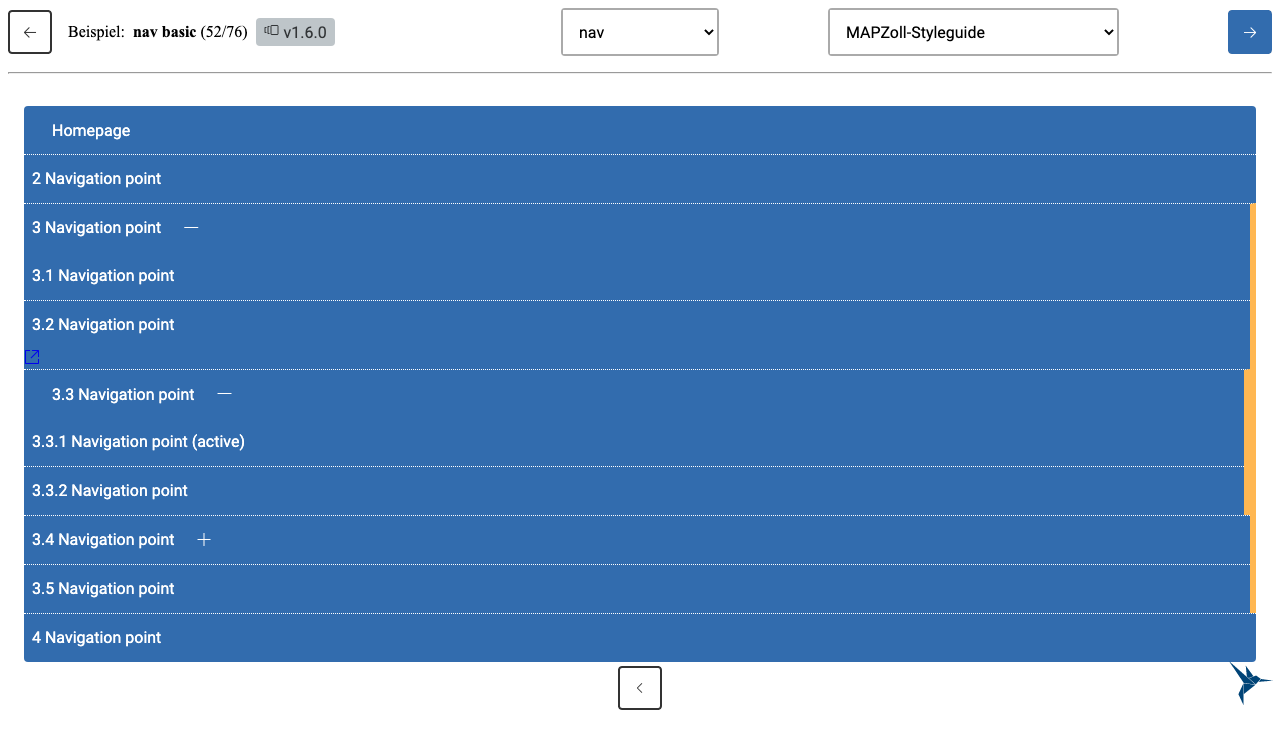 Beispiel: nav basic (52/76) v1.6.0 nav MAPZoll-Styleguide
Homepage
2 Navigation point
3 Navigation point
3.1 Navigation point
3.2 Navigation point
3.3 Navigation point
3.3.1 Navigation point (active)
3.3.2 Navigation point
3.4 Navigation point
3.5 Navigation point
4 Navigation point